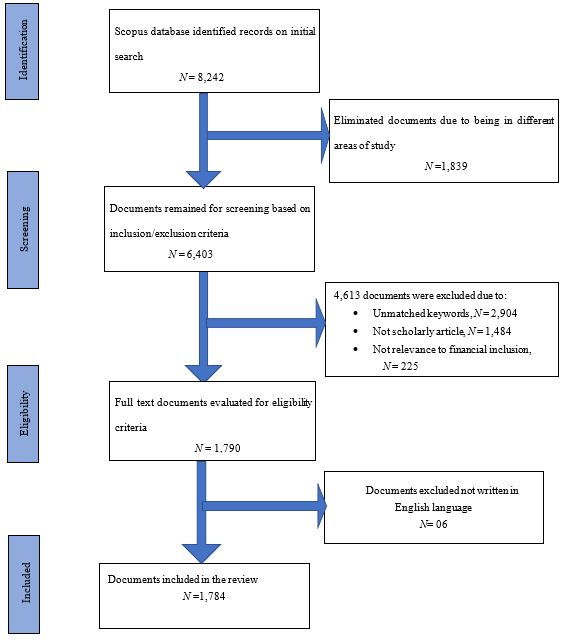 Identification
Scopus database identified records on initial
search
N= 8,242
Eliminated documents due to being in different
areas of study
N =1,839
Screening
Documents remained for screening based on
inclusion/exclusion criteria
N = 6,403
4,613 documents were excluded due to:
• Unmatched keywords, N = 2,904
• Not scholarly article, N = 1,484
• Not relevance to financial inclusion,
N = 225
Eligibility
Full text documents evaluated for eligibility
criteria
N = 1,790
Documents excluded not written in
English language
N= 06
Included
Documents included in the review
N =1,784